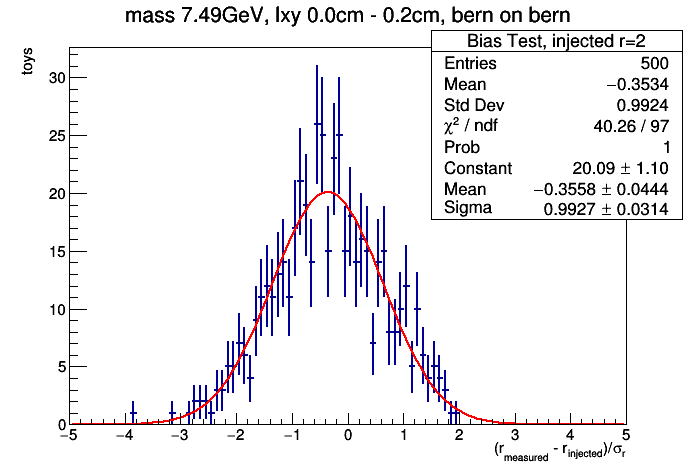 mass 7.49GeV, lxy 0.0cm - 0.2cm, bern on bern
toys
Bias Test, injected r=2
Entries 500
Mean −0.3534
Std Dev 0.9924
χ² / ndf 40.26 / 97
Prob 1
Constant 20.09 ± 1.10
Mean −0.3558 ± 0.0444
Sigma 0.9927 ± 0.0314
30
25
20
15
10
5
0
−5 −4 −3 −2 −1 0 1 2 3 4 5
(r_measured - r_injected)/σ_r